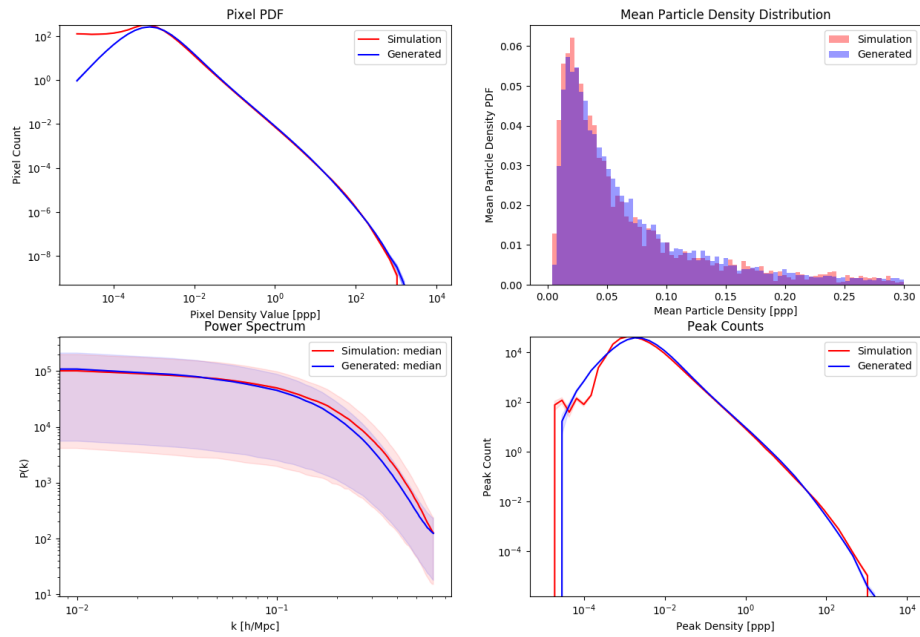 Pixel PDF
Pixel Count
10^2
10^0
10^-2
10^-4
10^-6
10^-8
10^-4
10^-2
10^0
10^2
10^4
Pixel Density Value [ppp]
Simulation
Generated
Mean Particle Density Distribution
Mean Particle Density PDF
0.06
0.05
0.04
0.03
0.02
0.01
0.00
0.00
0.05
0.10
0.15
0.20
0.25
0.30
Mean Particle Density [ppp]
Simulation
Generated
Power Spectrum
P(k)
10^5
10^4
10^3
10^2
10^1
10^-2
10^-1
k [h/Mpc]
Simulation: median
Generated: median
Peak Counts
Peak Count
10^4
10^2
10^0
10^-2
10^-4
10^-4
10^-2
10^0
10^2
10^4
Peak Density [ppp]
Simulation
Generated